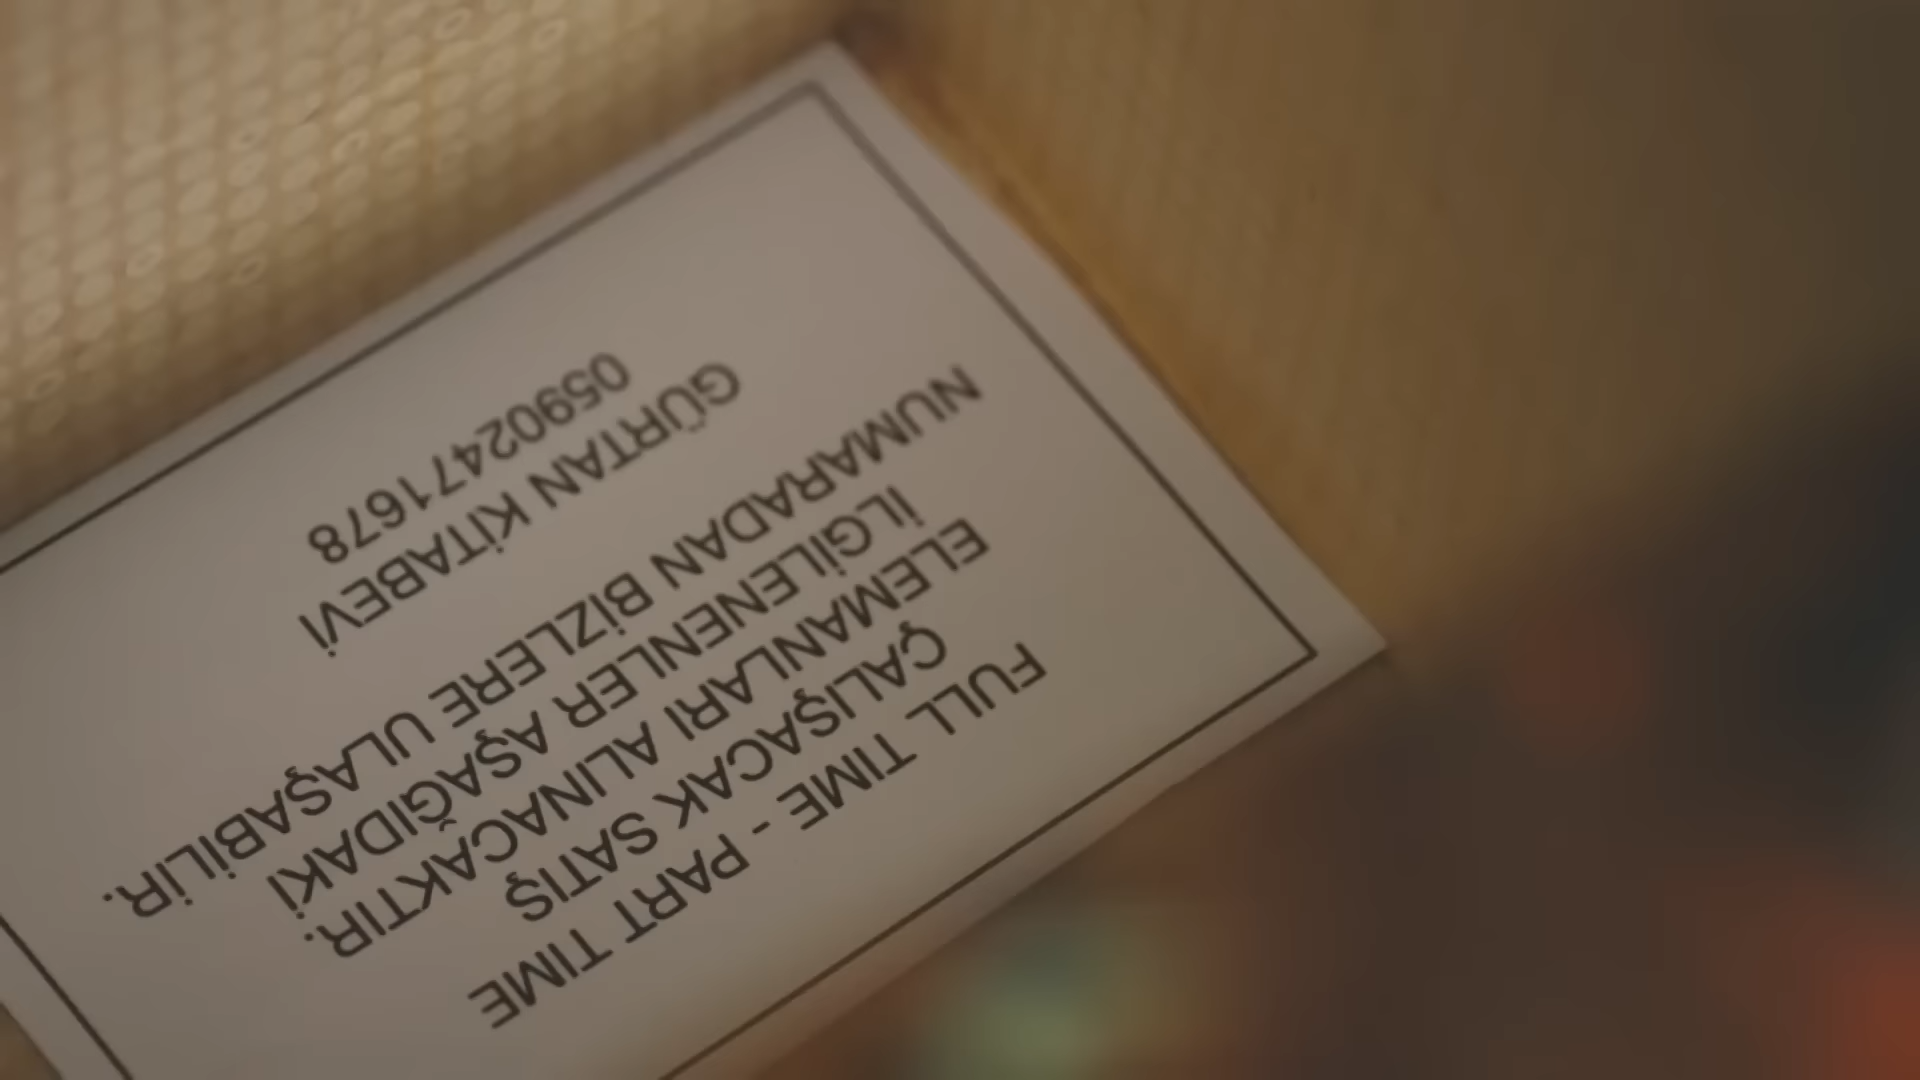 FULL TIME - PART TIME
ÇALIŞACAK SATIŞ
ELEMANLARI ALINACAKTIR.
İLGİLENENLER AŞAĞIDAKİ
NUMARADAN BİZLERE ULAŞABİLİR.
GÜRTAN KİTABEVİ
05902471678